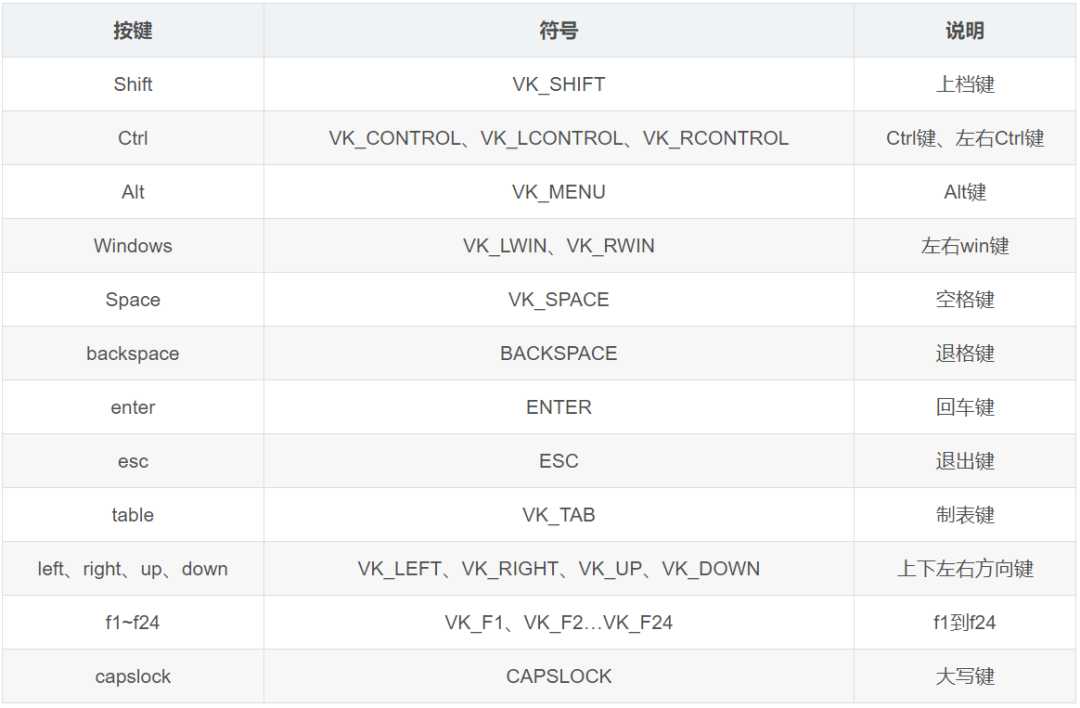 按键 符号 说明
Shift VK_SHIFT 上档键
Ctrl VK_CONTROL、VK_LCONTROL、VK_RCONTROL Ctrl键、左右Ctrl键
Alt VK_MENU Alt键
Windows VK_LWIN、VK_RWIN 左右win键
Space VK_SPACE 空格键
backspace BACKSPACE 退格键
enter ENTER 回车键
esc ESC 退出键
table VK_TAB 制表键
left、right、up、down VK_LEFT、VK_RIGHT、VK_UP、VK_DOWN 上下左右方向键
f1~f24 VK_F1、VK_F2…VK_F24 f1到f24
capslock CAPSLOCK 大写键